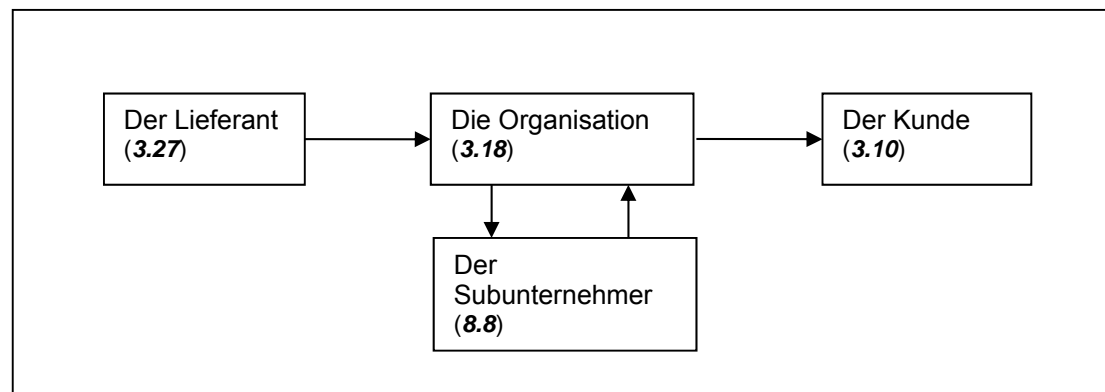 Der Lieferant
(3.27)
Die Organisation
(3.18)
Der Kunde
(3.10)
Der
Subunternehmer
(8.8)